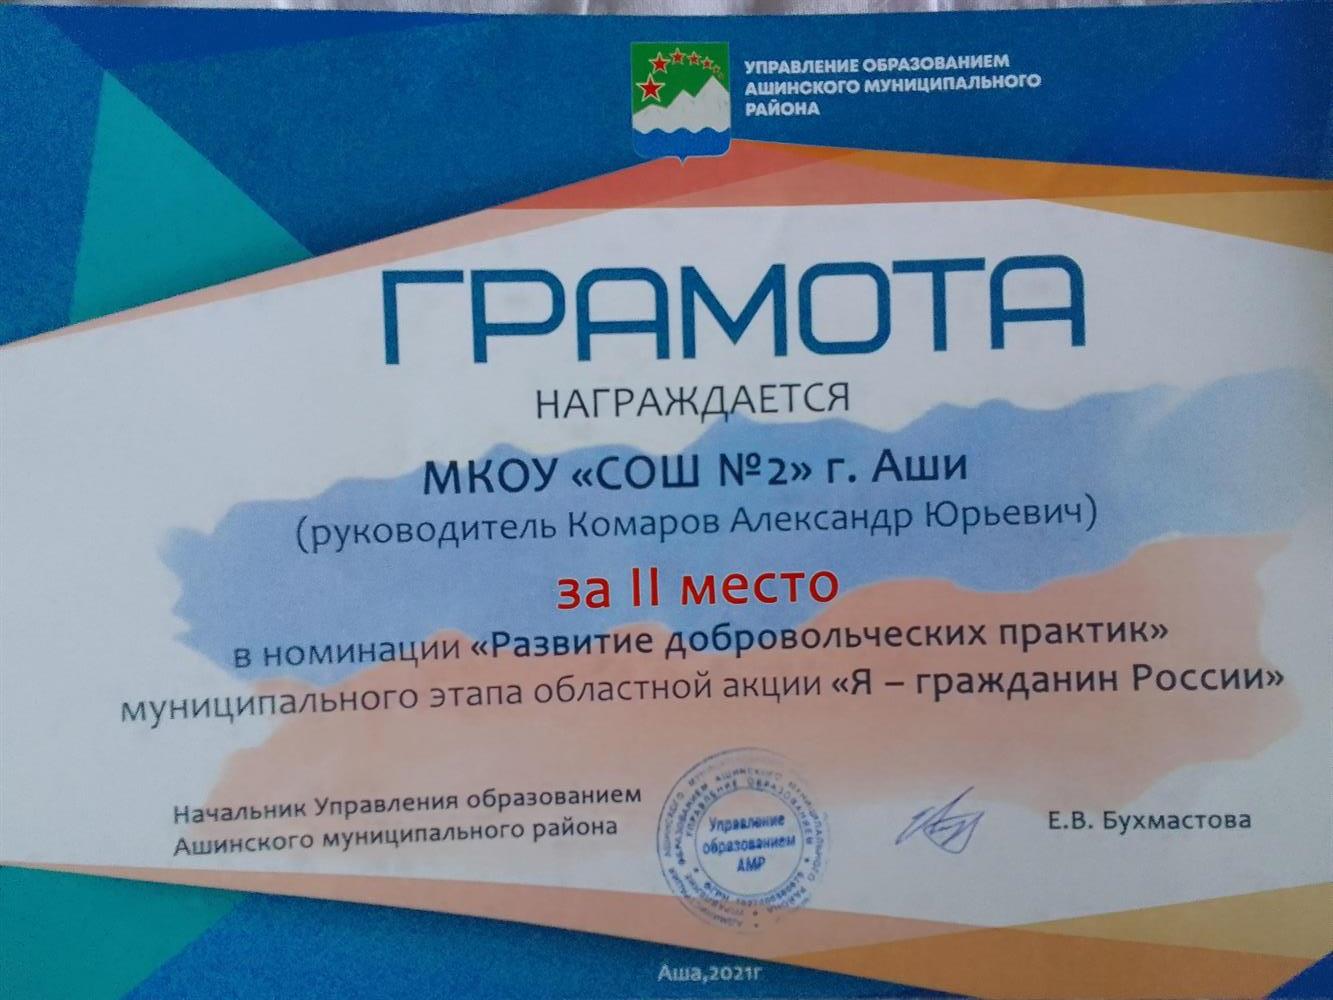 УПРАВЛЕНИЕ ОБРАЗОВАНИЕМ
АШИНСКОГО МУНИЦИПАЛЬНОГО
РАЙОНА
ГРАМОТА
НАГРАЖДАЕТСЯ
МКОУ «СОШ №2» г. Аши
(руководитель Комаров Александр Юрьевич)
за II место
в номинации «Развитие добровольческих практик»
муниципального этапа областной акции «Я – гражданин России»
Начальник Управления образованием
Ашинского муниципального района
Управление
образованием
АМР
Е.В. Бухмастова
Аша,2021г